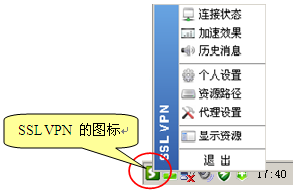 连接状态
加速效果
历史消息
个人设置
资源路径
代理设置
显示资源
退 出
SSL VPN
SSL VPN 的图标
17:40